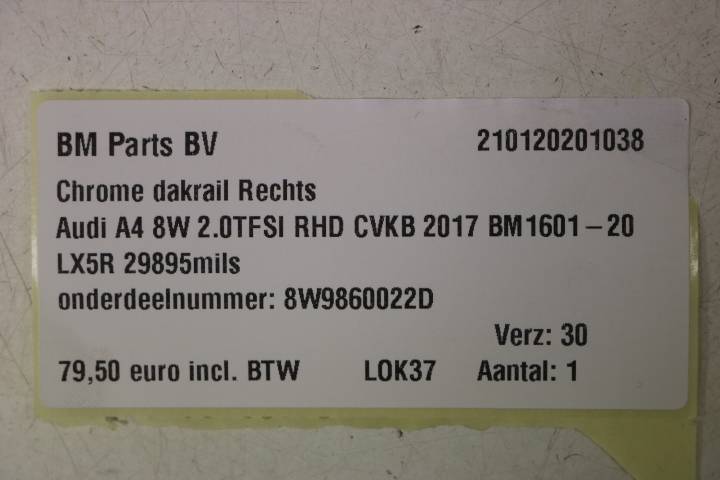 BM Parts BV 210120201038
Chrome dakrail Rechts
Audi A4 8W 2.0TFSI RHD CVKB 2017 BM1601-20
LX5R 29895mils
onderdeelnummer: 8W9860022D
Verz: 30
79,50 euro incl. BTW LOK37 Aantal: 1